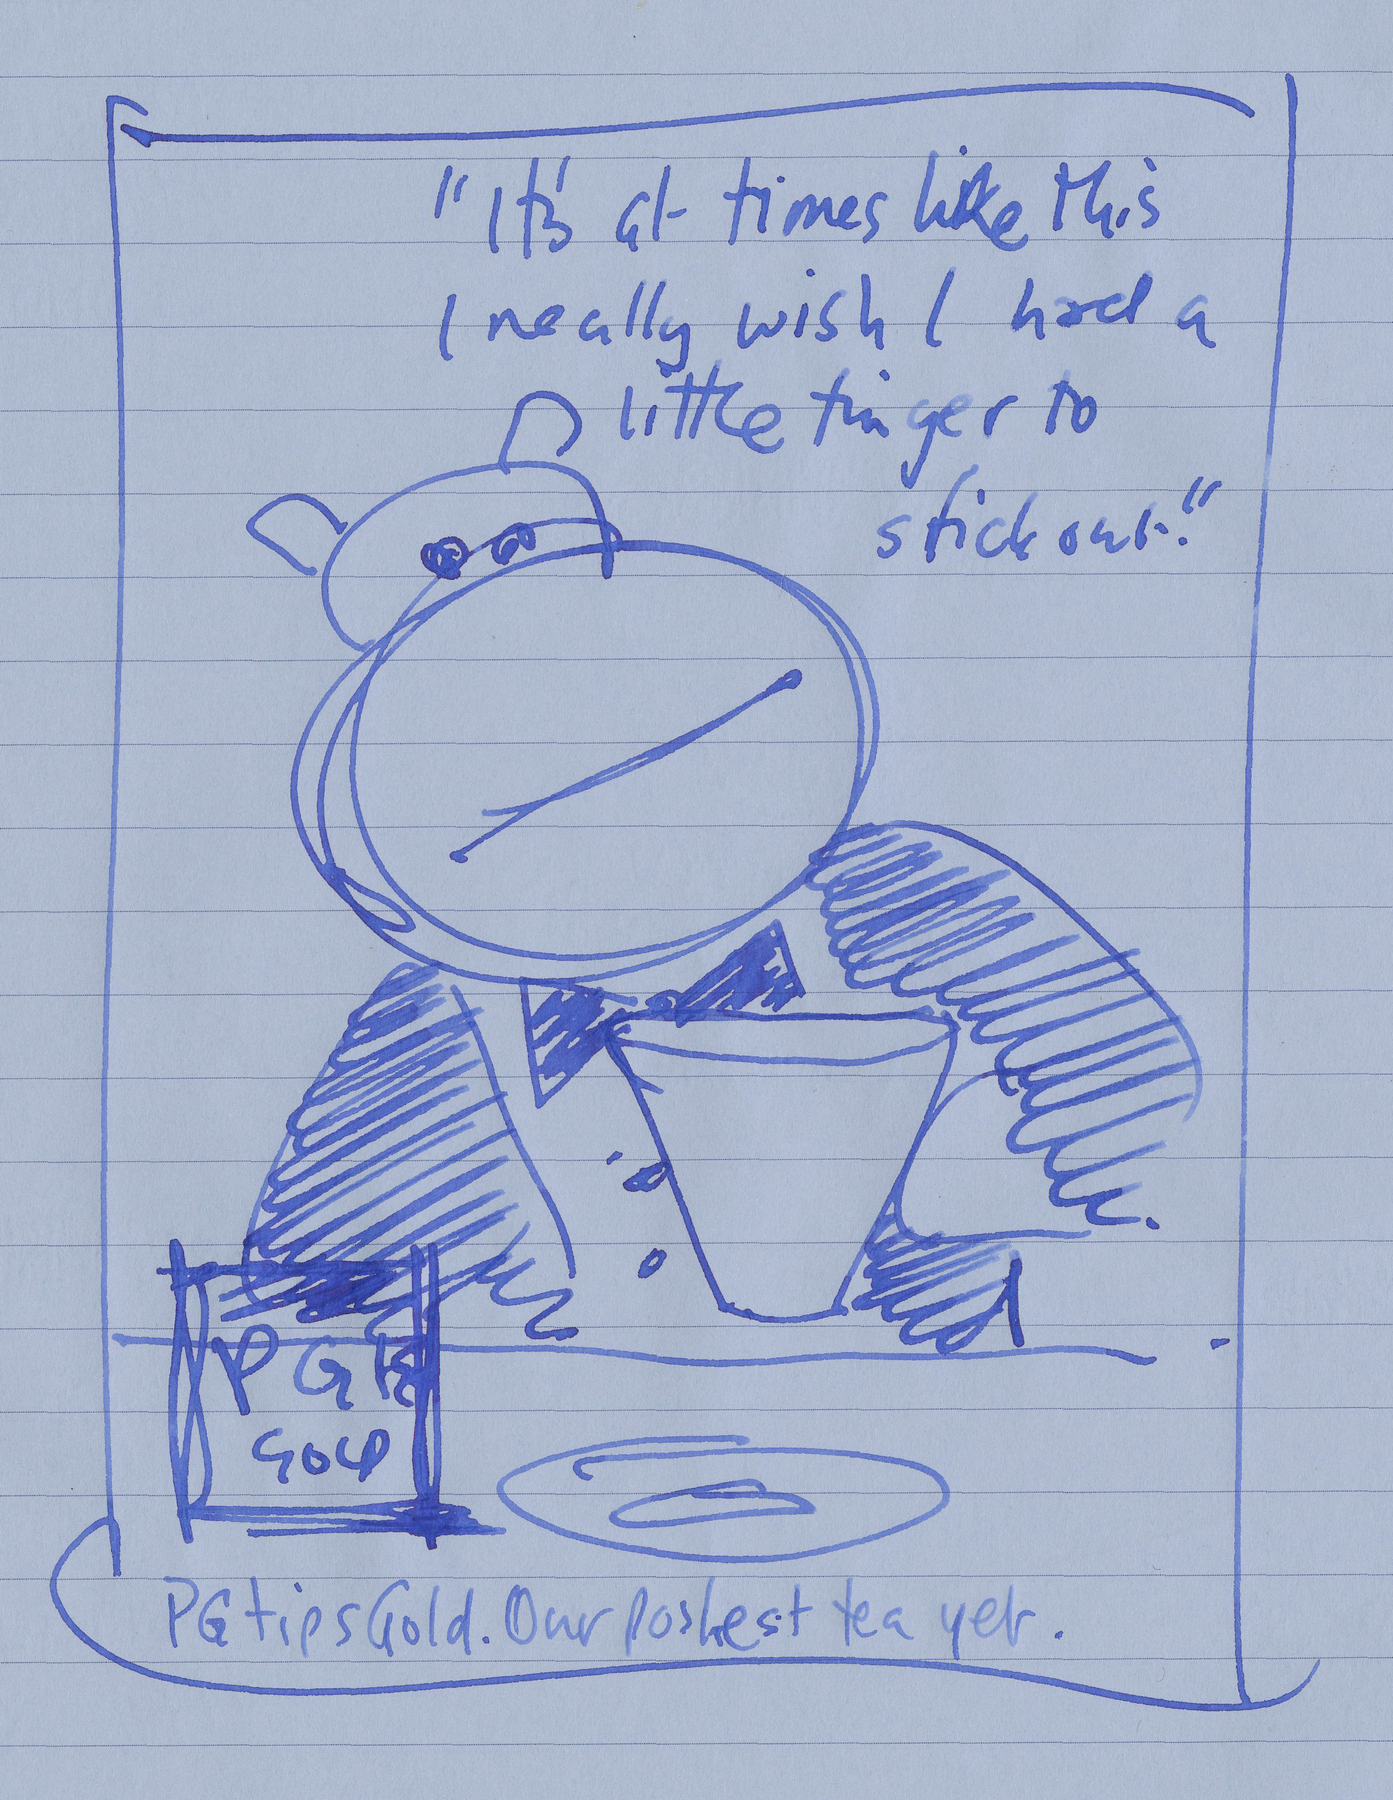 "It's at times like this
I really wish I had a
little finger to
stick out."
PG
GOLD
PG tips Gold. Our poshest tea yet.